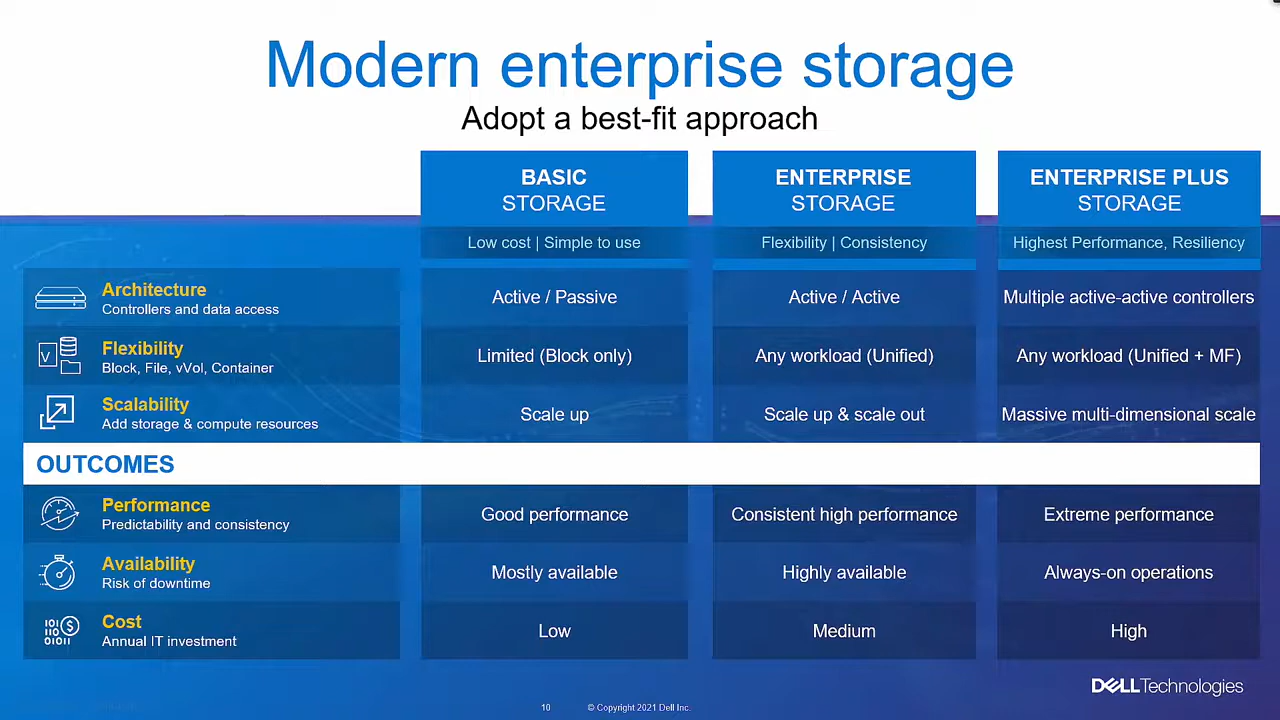 Modern enterprise storage
Adopt a best-fit approach
BASIC
STORAGE
ENTERPRISE
STORAGE
ENTERPRISE PLUS
STORAGE
Low cost | Simple to use
Flexibility | Consistency
Highest Performance, Resiliency
Architecture
Controllers and data access
Active / Passive
Active / Active
Multiple active-active controllers
V
Flexibility
Block, File, vVol, Container
Limited (Block only)
Any workload (Unified)
Any workload (Unified + MF)
Scalability
Add storage & compute resources
Scale up
Scale up & scale out
Massive multi-dimensional scale
OUTCOMES
Performance
Predictability and consistency
Good performance
Consistent high performance
Extreme performance
Availability
Risk of downtime
Mostly available
Highly available
Always-on operations
Cost
Annual IT investment
Low
Medium
High
DELLTechnologies
10
© Copyright 2021 Dell Inc.